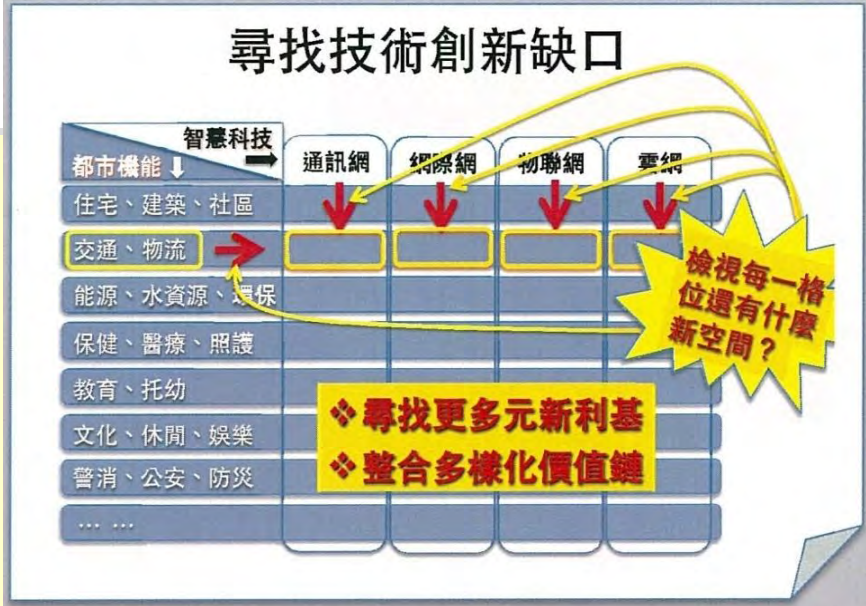 尋找技術創新缺口
智慧科技
都市機能
通訊網
網際網
物聯網
雲網
住宅、建築、社區
交通、物流
能源、水資源、環保
保健、醫療、照護
教育、托幼
文化、休閒、娛樂
警消、公安、防災
... ...
檢視每一格
位還有什麼
新空間？
❖尋找更多元新利基
❖整合多樣化價值鏈